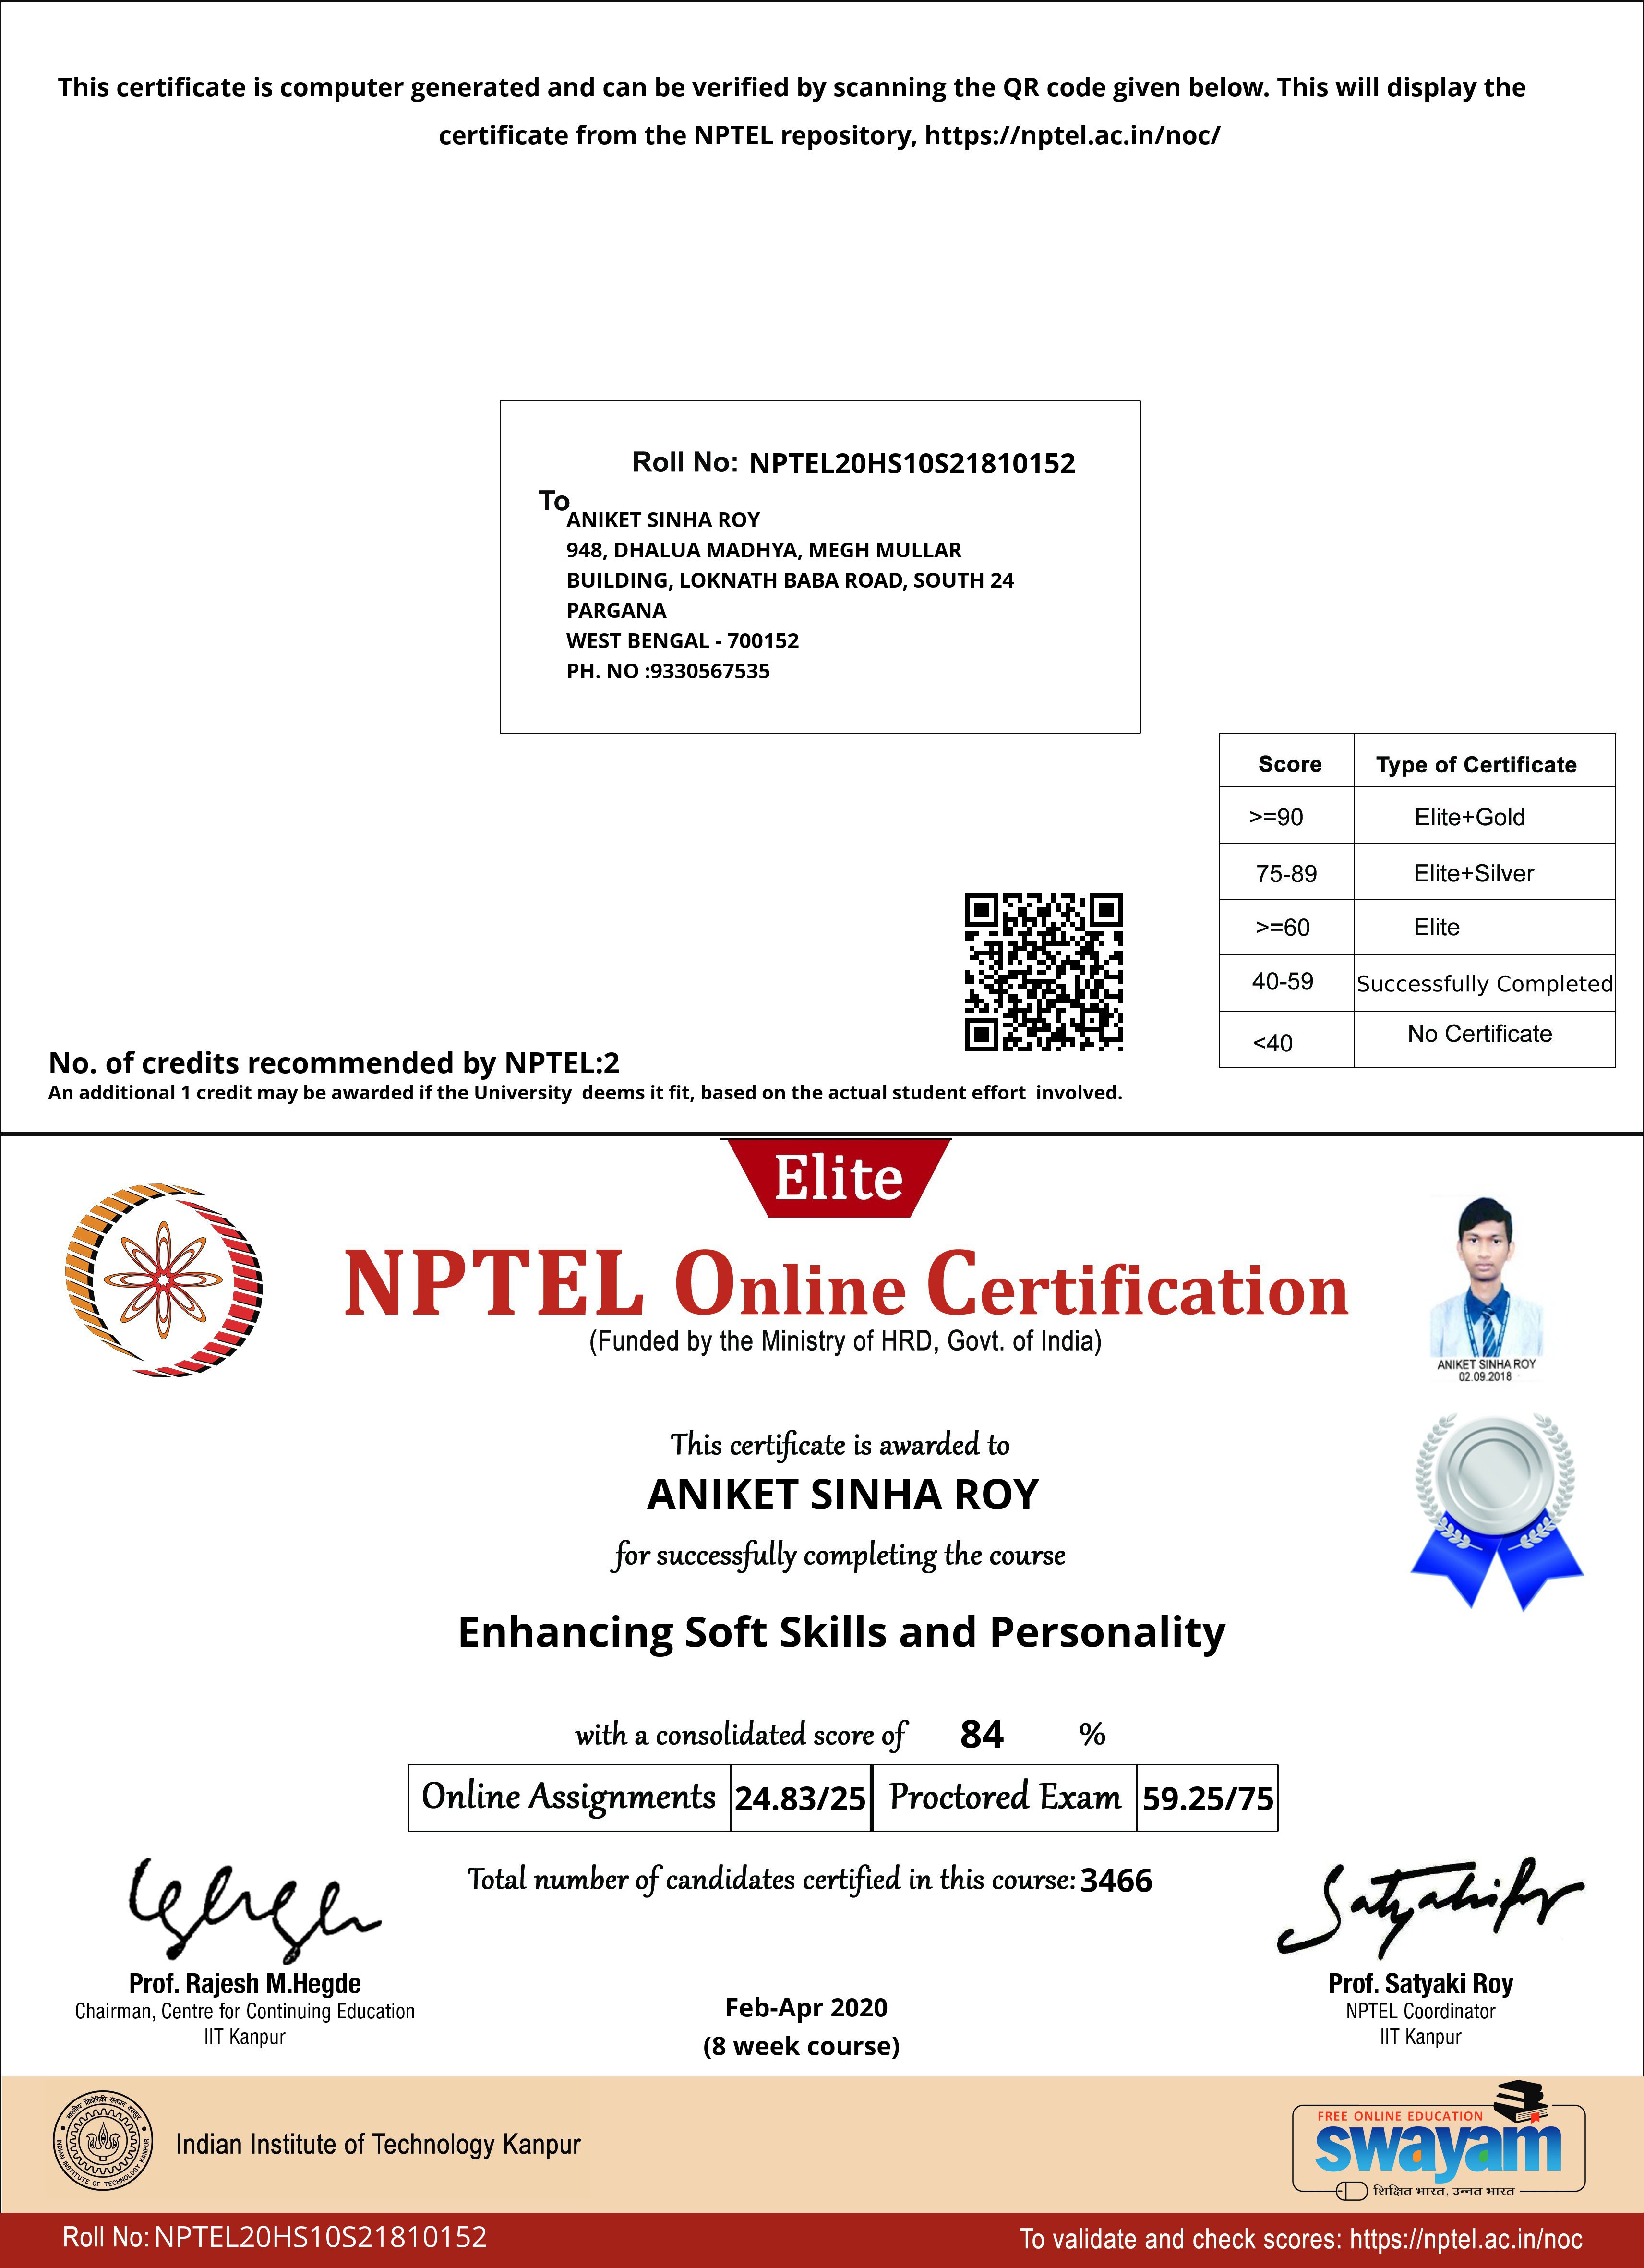 This certificate is computer generated and can be verified by scanning the QR code given below. This will display the
certificate from the NPTEL repository, https://nptel.ac.in/noc/
Roll No: NPTEL20HS10S21810152
To
ANIKET SINHA ROY
948, DHALUA MADHYA, MEGH MULLAR
BUILDING, LOKNATH BABA ROAD, SOUTH 24
PARGANA
WEST BENGAL - 700152
PH. NO :9330567535
Score Type of Certificate
>=90 Elite+Gold
75-89 Elite+Silver
>=60 Elite
40-59 Successfully Completed
<40 No Certificate
No. of credits recommended by NPTEL:2
An additional 1 credit may be awarded if the University deems it fit, based on the actual student effort involved.
Elite
NPTEL Online Certification
(Funded by the Ministry of HRD, Govt. of India)
ANIKET SINHA ROY
02.09.2018
This certificate is awarded to
ANIKET SINHA ROY
for successfully completing the course
Enhancing Soft Skills and Personality
with a consolidated score of 84 %
Online Assignments 24.83/25 Proctored Exam 59.25/75
Total number of candidates certified in this course: 3466
Prof. Rajesh M.Hegde
Chairman, Centre for Continuing Education
IIT Kanpur
Feb-Apr 2020
(8 week course)
Satyaki Roy
Prof. Satyaki Roy
NPTEL Coordinator
IIT Kanpur
भारतीय प्रौद्योगिकी संस्थान कानपुर
INDIAN INSTITUTE OF TECHNOLOGY KANPUR
Indian Institute of Technology Kanpur
FREE ONLINE EDUCATION
swayam
शिक्षित भारत, उन्नत भारत
Roll No: NPTEL20HS10S21810152
To validate and check scores: https://nptel.ac.in/noc